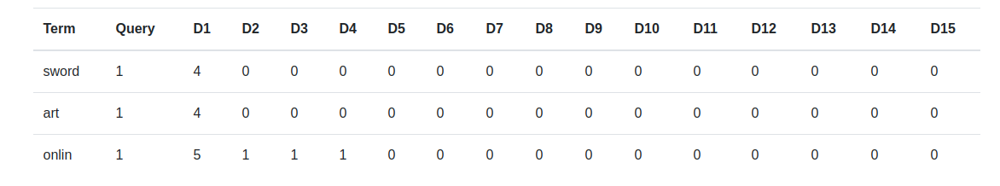 Term Query D1 D2 D3 D4 D5 D6 D7 D8 D9 D10 D11 D12 D13 D14 D15
sword 1 4 0 0 0 0 0 0 0 0 0 0 0 0 0 0
art 1 4 0 0 0 0 0 0 0 0 0 0 0 0 0 0
onlin 1 5 1 1 1 0 0 0 0 0 0 0 0 0 0 0